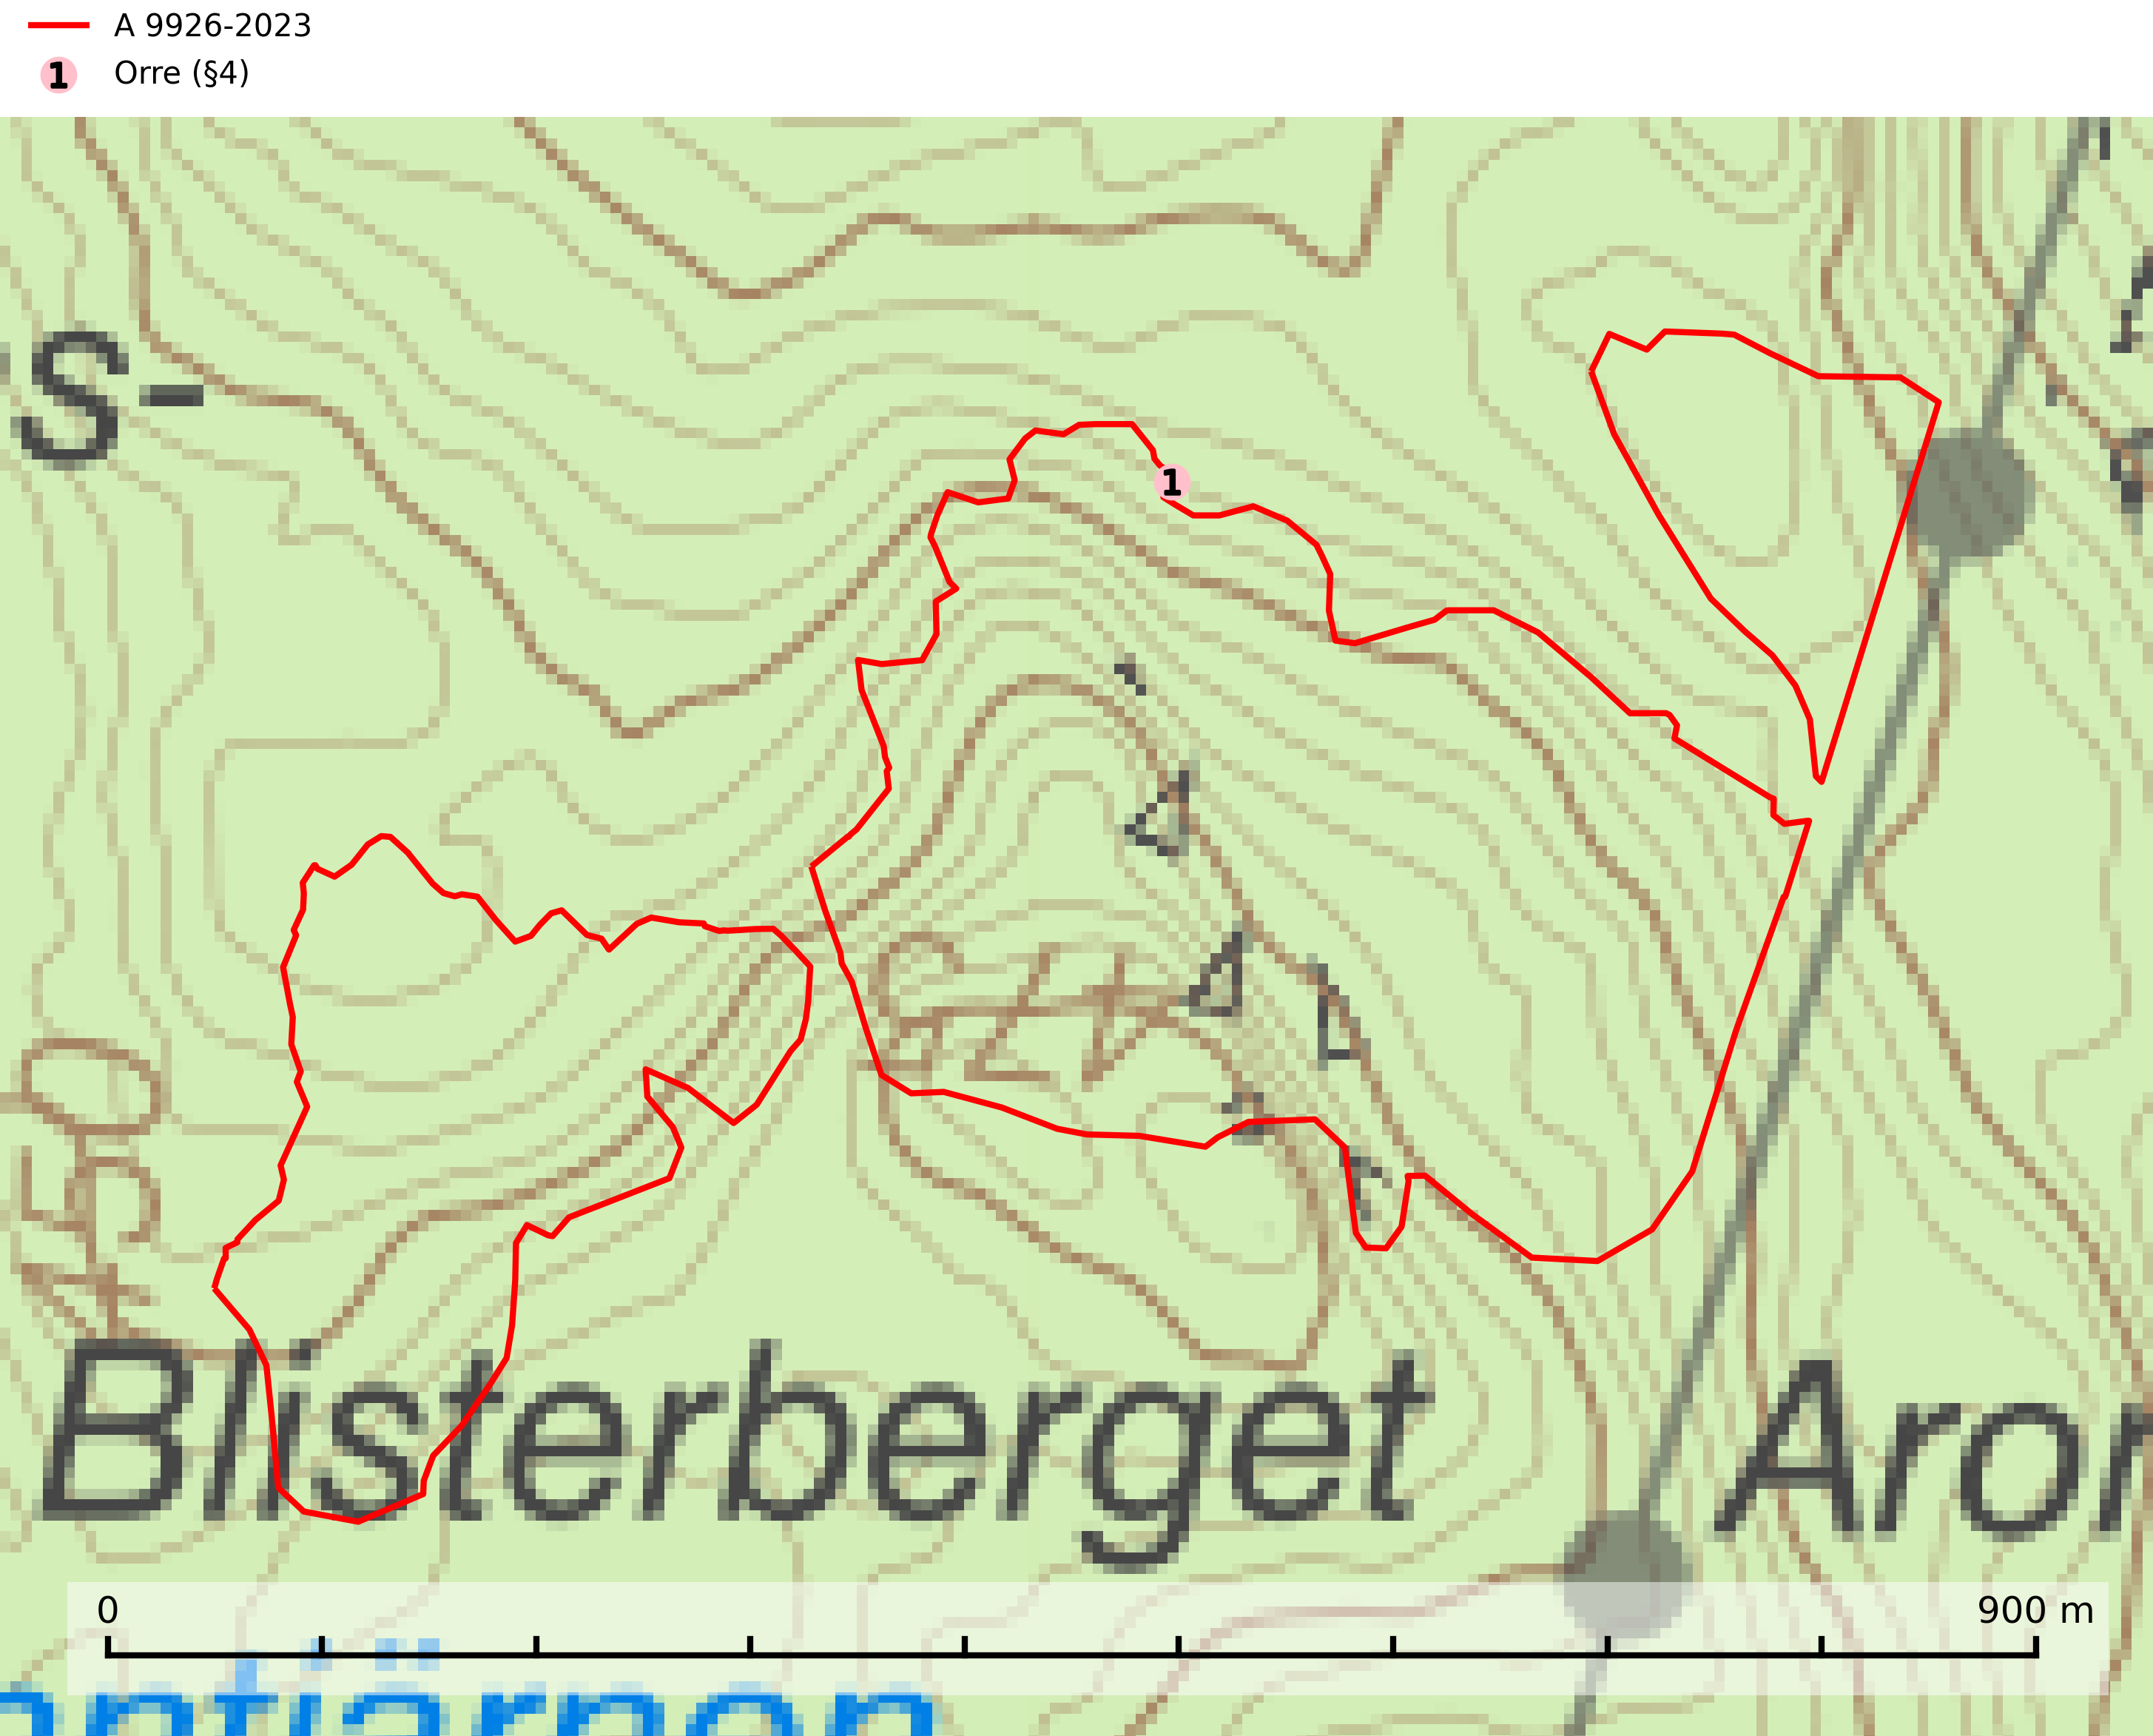 A 9926-2023
1 Orre (§4)
S-
1
Blisterberget
0
900 m